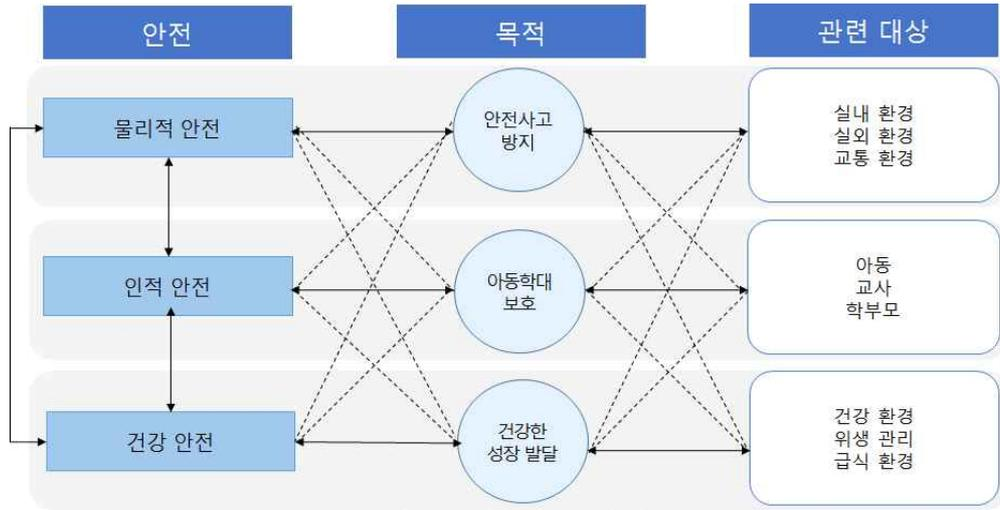 안전
목적
관련 대상
물리적 안전
안전사고
방지
실내 환경
실외 환경
교통 환경
인적 안전
아동학대
보호
아동
교사
학부모
건강 안전
건강한
성장 발달
건강 환경
위생 관리
급식 환경